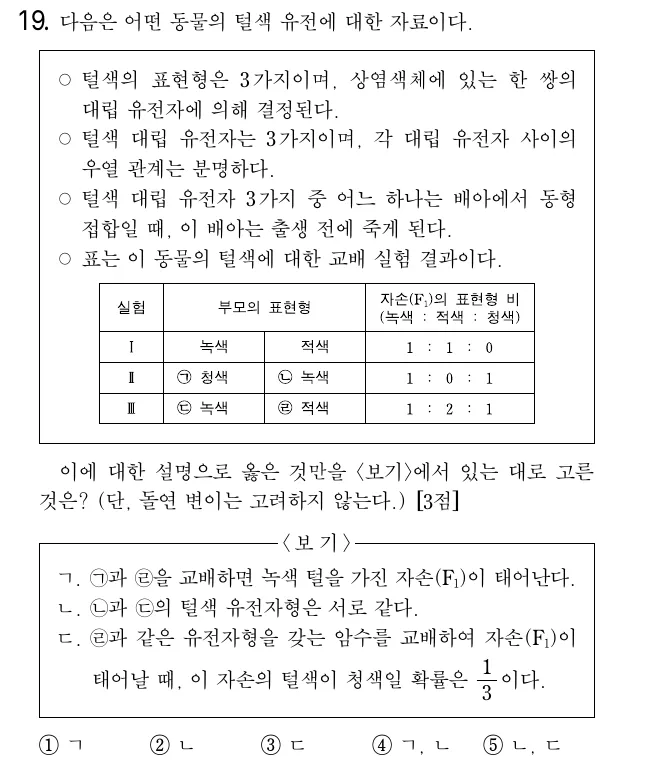 19. 다음은 어떤 동물의 털색 유전에 대한 자료이다.
○ 털색의 표현형은 3가지이며, 상염색체에 있는 한 쌍의
대립 유전자에 의해 결정된다.
○ 털색 대립 유전자는 3가지이며, 각 대립 유전자 사이의
우열 관계는 분명하다.
○ 털색 대립 유전자 3가지 중 어느 하나는 배아에서 동형
접합일 때, 이 배아는 출생 전에 죽게 된다.
○ 표는 이 동물의 털색에 대한 교배 실험 결과이다.
실험 부모의 표현형 자손(F₁)의 표현형 비
(녹색 : 적색 : 청색)
Ⅰ 녹색 적색 1 : 1 : 0
Ⅱ ㉠ 청색 ㉡ 녹색 1 : 0 : 1
Ⅲ ㉢ 녹색 ㉣ 적색 1 : 2 : 1
이에 대한 설명으로 옳은 것만을 <보기>에서 있는 대로 고른
것은? (단, 돌연 변이는 고려하지 않는다.) [3점]
<보 기>
ㄱ. ㉠과 ㉣을 교배하면 녹색 털을 가진 자손(F₁)이 태어난다.
ㄴ. ㉡과 ㉢의 털색 유전자형은 서로 같다.
ㄷ. ㉣과 같은 유전자형을 갖는 암수를 교배하여 자손(F₁)이
태어날 때, 이 자손의 털색이 청색일 확률은 1/3 이다.
① ㄱ ② ㄴ ③ ㄷ ④ ㄱ, ㄴ ⑤ ㄴ, ㄷ